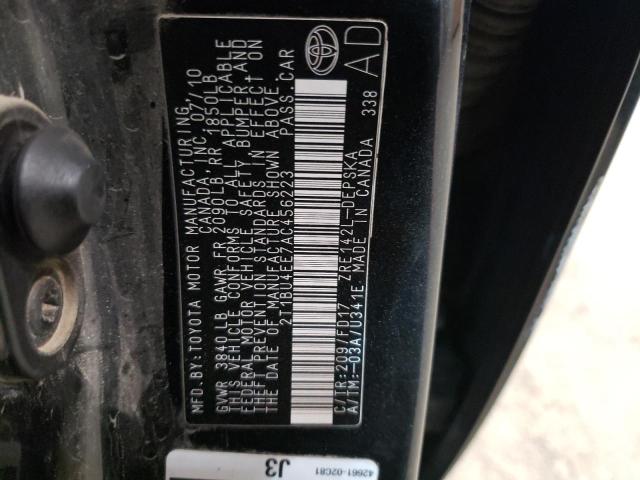 MFD.BY:TOYOTA MOTOR MANUFACTURING
CANADA, INC. 07/10
GVWR 3840LB GAWR FR 2090LB RR 1850LB
THIS VEHICLE CONFORMS TO ALL APPLICABLE
FEDERAL MOTOR VEHICLE SAFETY BUMPER,AND
THEFT PREVENTION STANDARDS IN EFFECT ON
THE DATE OF MANUFACTURE SHOWN ABOVE.
2T1BU4EE7AC456223 PASS.CAR
C/TR:209/FD17 ZRE142L-DEPSKA
A/TM:-03A/U341E MADE IN CANADA 338
AD
J3
42661-02C81